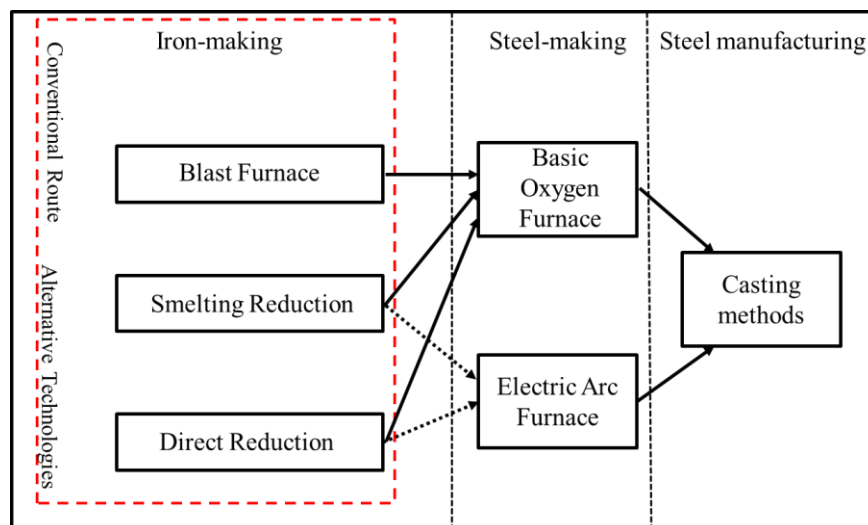 Iron-making
Steel-making
Steel manufacturing
Conventional Route
Alternative Technologies
Blast Furnace
Smelting Reduction
Direct Reduction
Basic
Oxygen
Furnace
Electric Arc
Furnace
Casting
methods